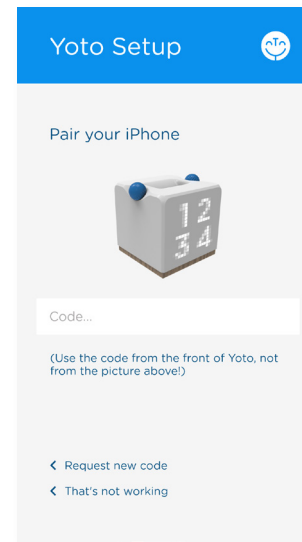 Yoto Setup
Pair your iPhone
12
34
Code...
(Use the code from the front of Yoto, not
from the picture above!)
Request new code
That's not working